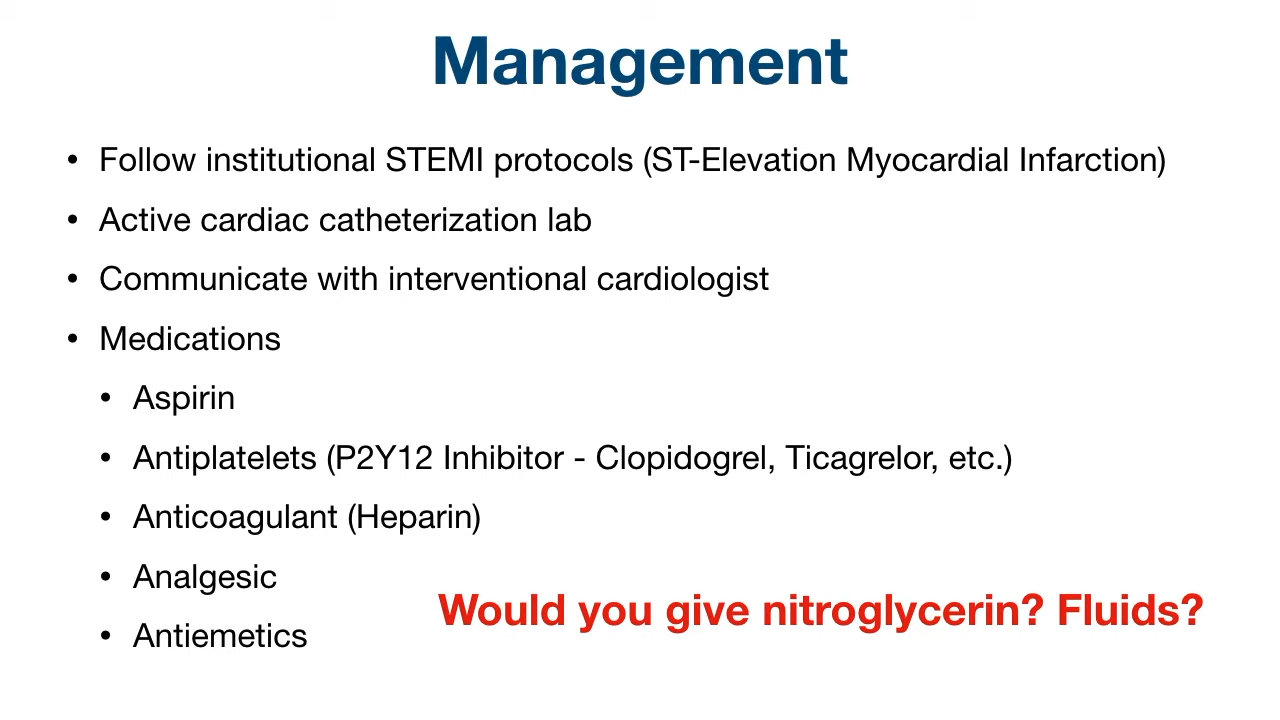 Management
• Follow institutional STEMI protocols (ST-Elevation Myocardial Infarction)
• Active cardiac catheterization lab
• Communicate with interventional cardiologist
• Medications
• Aspirin
• Antiplatelets (P2Y12 Inhibitor - Clopidogrel, Ticagrelor, etc.)
• Anticoagulant (Heparin)
• Analgesic
Would you give nitroglycerin? Fluids?
• Antiemetics